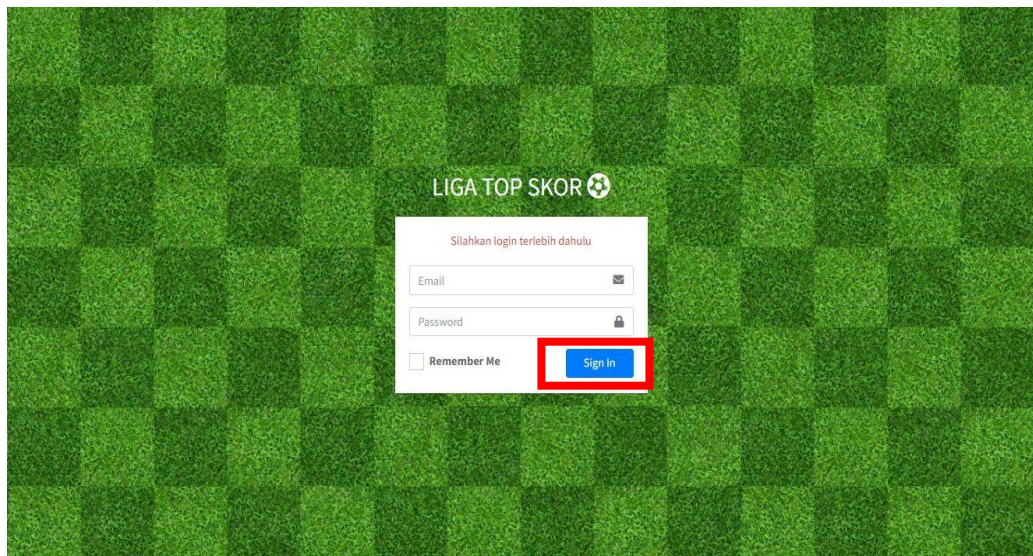 LIGA TOP SKOR
Silahkan login terlebih dahulu
Email
Password
Remember Me
Sign In